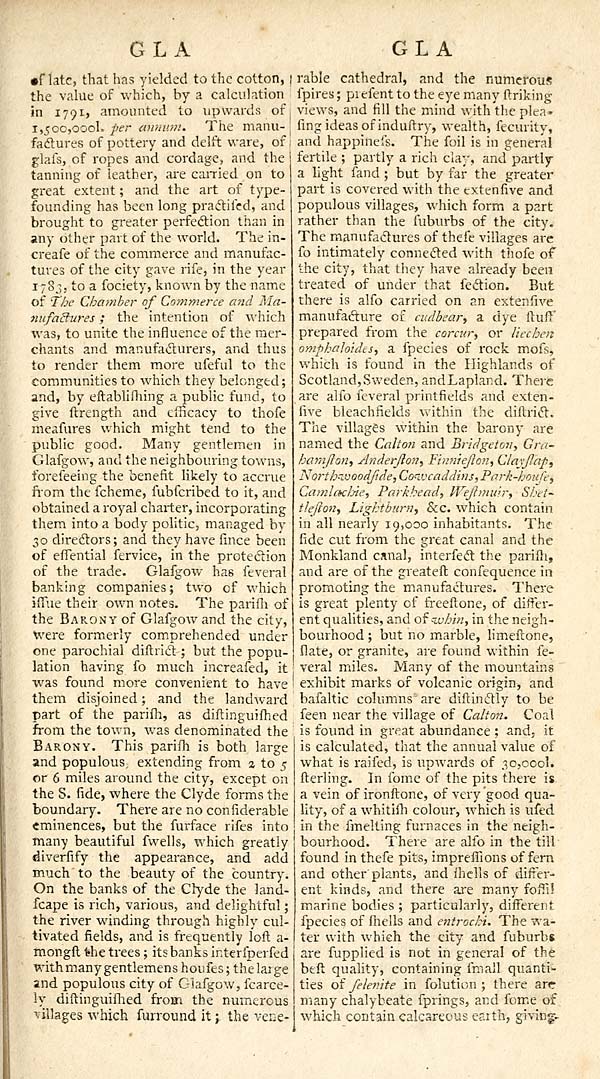 GLA
of late, that has yielded to the cotton,
the value of which, by a calculation
in 1791, amounted to upwards of
1,500,000l. per annum. The manu-
factures of pottery and delft ware, of
glaſs, of ropes and cordage, and the
tanning of leather, are carried on to
great extent; and the art of type-
founding has been long practiſed, and
brought to greater perfection than in
any other part of the world. The in-
creaſe of the commerce and manufac-
tures of the city gave riſe, in the year
1783, to a ſociety, known by the name
of The Chamber of Commerce and Ma-
nufactures; the intention of which
was, to unite the influence of the mer-
chants and manufacturers, and thus
to render them more uſeful to the
communities to which they belonged;
and, by eſtabliſhing a public fund, to
give ſtrength and efficacy to thoſe
meaſures which might tend to the
public good. Many gentlemen in
Glaſgow, and the neighbouring towns,
foreſeeing the benefit likely to accrue
from the ſcheme, ſubſcribed to it, and
obtained a royal charter, incorporating
them into a body politic, managed by
30 directors; and they have ſince been
of eſſential ſervice, in the protection
of the trade. Glaſgow has ſeveral
banking companies; two of which
iſſue their own notes. The pariſh of
the BARONY of Glaſgow and the city,
were formerly comprehended under
one parochial diſtrict; but the popu-
lation having ſo much increaſed, it
was found more convenient to have
them disjoined; and the landward
part of the pariſh, as diſtinguiſhed
from the town, was denominated the
BARONY. This pariſh is both large
and populous, extending from 2 to 5
or 6 miles around the city, except on
the S. ſide, where the Clyde forms the
boundary. There are no conſiderable
eminences, but the ſurface riſes into
many beautiful ſwells, which greatly
diverſify the appearance, and add
much to the beauty of the country.
On the banks of the Clyde the land-
ſcape is rich, various, and delightful;
the river winding through highly cul-
tivated fields, and is frequently loſt a-
mongſt the trees; its banks interſperſed
with many gentlemens houſes; the large
and populous city of Glaſgow, ſcarce-
ly diſtinguiſhed from the numerous
villages which ſurround it; the vene-
GLA
rable cathedral, and the numerous
ſpires; preſent to the eye many ſtriking
views, and fill the mind with the plea-
ſing ideas of induſtry, wealth, ſecurity,
and happineſs. The ſoil is in general
fertile; partly a rich clay, and partly
a light ſand; but by far the greater
part is covered with the extenſive and
populous villages, which form a part
rather than the ſuburbs of the city.
The manufactures of theſe villages are
ſo intimately connected with thoſe of
the city, that they have already been
treated of under that ſection. But
there is alſo carried on an extenſive
manufacture of cudbear, a dye ſtuff
prepared from the corcur, or liechen
omphaloides, a ſpecies of rock moſs,
which is found in the Highlands of
Scotland, Sweden, and Lapland. There
are alſo ſeveral printfields and exten-
ſive bleachfields within the diſtrict.
The villages within the barony are
named the Calton and Bridgeton, Gra-
hamſton, Anderſton, Finnieſton, Clayſlap,
Northwoodſide, Cowcaddins, Park-houſe,
Camlachie, Parkhead, Weſtmuir, Shet-
tleſton, Lightburn, &c. which contain
in all nearly 19,000 inhabitants. The
ſide cut from the great canal and the
Monkland canal, interſect the pariſh,
and are of the greateſt conſequence in
promoting the manufactures. There
is great plenty of freeſtone, of differ-
ent qualities, and of whin, in the neigh-
bourhood; but no marble, limeſtone,
ſlate, or granite, are found within ſe-
veral miles. Many of the mountains
exhibit marks of volcanic origin, and
baſaltic columns are diſtinctly to be
ſeen near the village of Calton. Coal
is found in great abundance; and, it
is calculated, that the annual value of
what is raiſed, is upwards of 30,000l.
ſterling. In ſome of the pits there is
a vein of ironſtone, of very good qua-
lity, of a whitiſh colour, which is uſed
in the ſmelting furnaces in the neigh-
bourhood. There are alſo in the till
found in theſe pits, impreſſions of fern
and other plants, and ſhells of differ-
ent kinds, and there are many foſſil
marine bodies; particularly, different
ſpecies of ſhells and entrochi. The wa-
ter with which the city and ſuburbs
are ſupplied is not in general of the
beſt quality, containing ſmall quanti-
ties of ſelenite in ſolution; there are
many chalybeate ſprings, and ſome of
which contain calcareous earth, giving